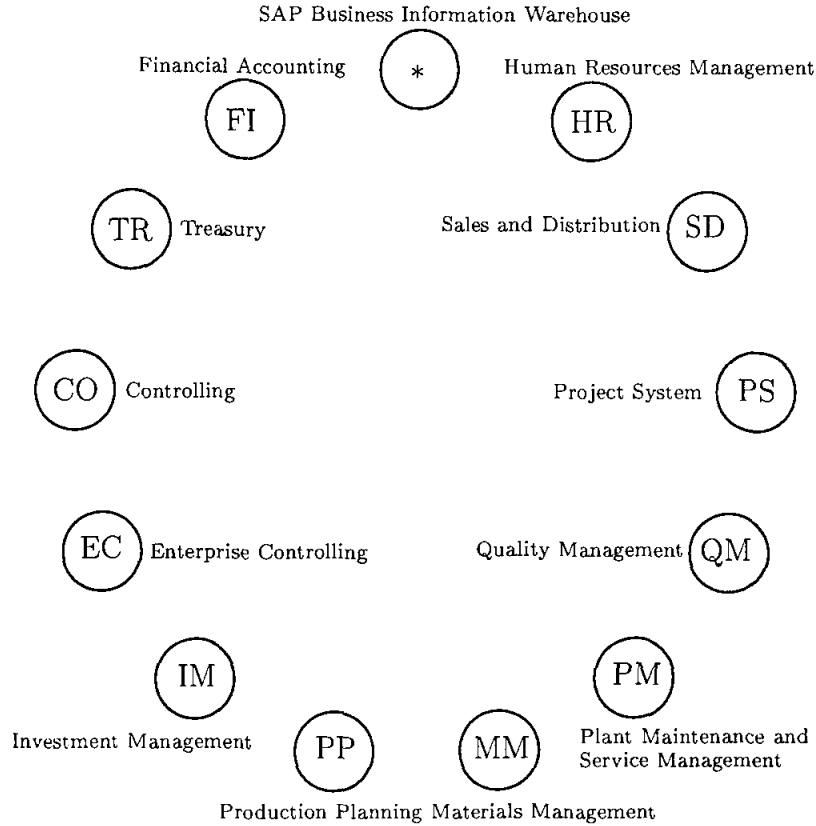 SAP Business Information Warehouse
*
Financial Accounting
Human Resources Management
FI
HR
TR Treasury
Sales and Distribution SD
CO Controlling
Project System PS
EC Enterprise Controlling
Quality Management QM
IM
PM
Investment Management
PP
MM
Plant Maintenance and
Service Management
Production Planning Materials Management